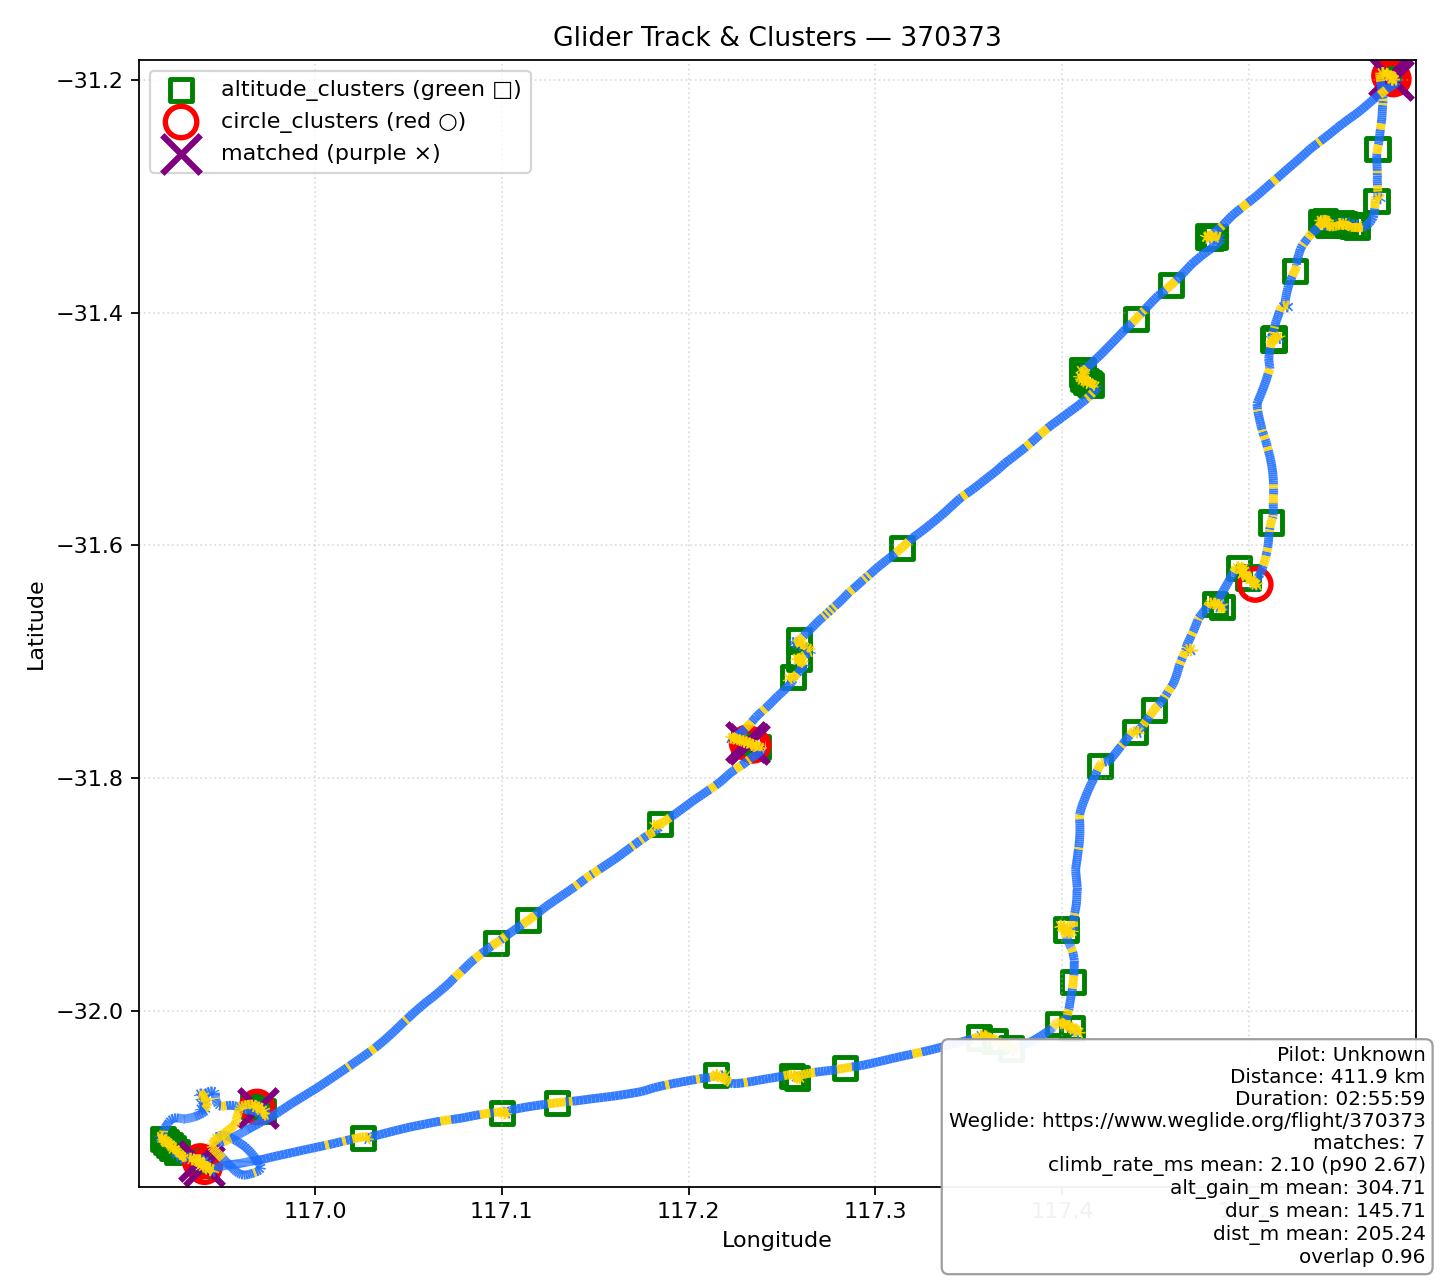 Glider Track & Clusters — 370373
altitude_clusters (green □)
circle_clusters (red ○)
matched (purple ×)
−31.2
−31.4
−31.6
−31.8
−32.0
Latitude
117.0
117.1
117.2
117.3
117.4
Longitude
Pilot: Unknown
Distance: 411.9 km
Duration: 02:55:59
Weglide: https://www.weglide.org/flight/370373
matches: 7
climb_rate_ms mean: 2.10 (p90 2.67)
alt_gain_m mean: 304.71
dur_s mean: 145.71
dist_m mean: 205.24
overlap 0.96